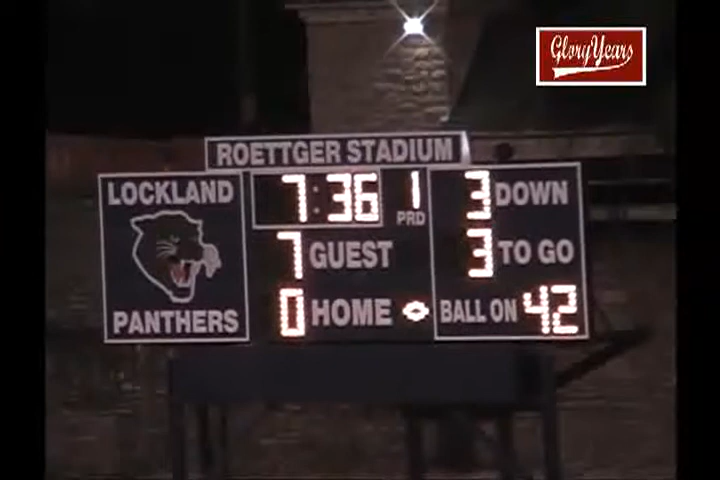 GloryYears
ROETTGER STADIUM
LOCKLAND
PANTHERS
7:36 1
PRD
7 GUEST
0 HOME
3 DOWN
3 TO GO
BALL ON 42